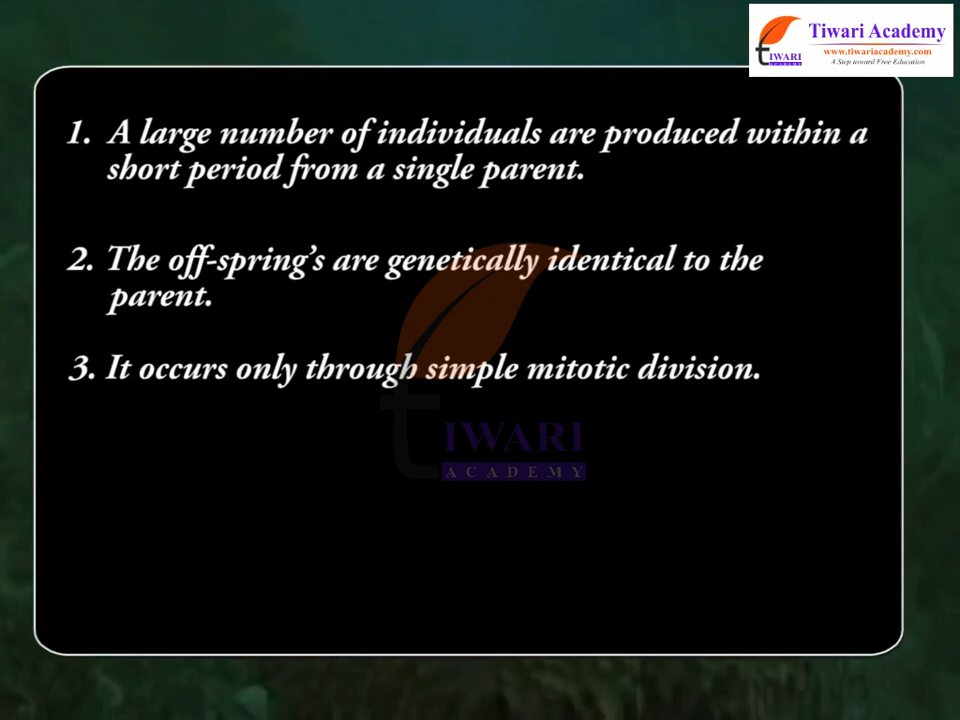 Tiwari Academy
www.tiwariacademy.com
A Step toward Free Education
tIWARI
ACADEMY
1. A large number of individuals are produced within a
short period from a single parent.
2. The off-spring's are genetically identical to the
parent.
3. It occurs only through simple mitotic division.
tIWARI
ACADEMY